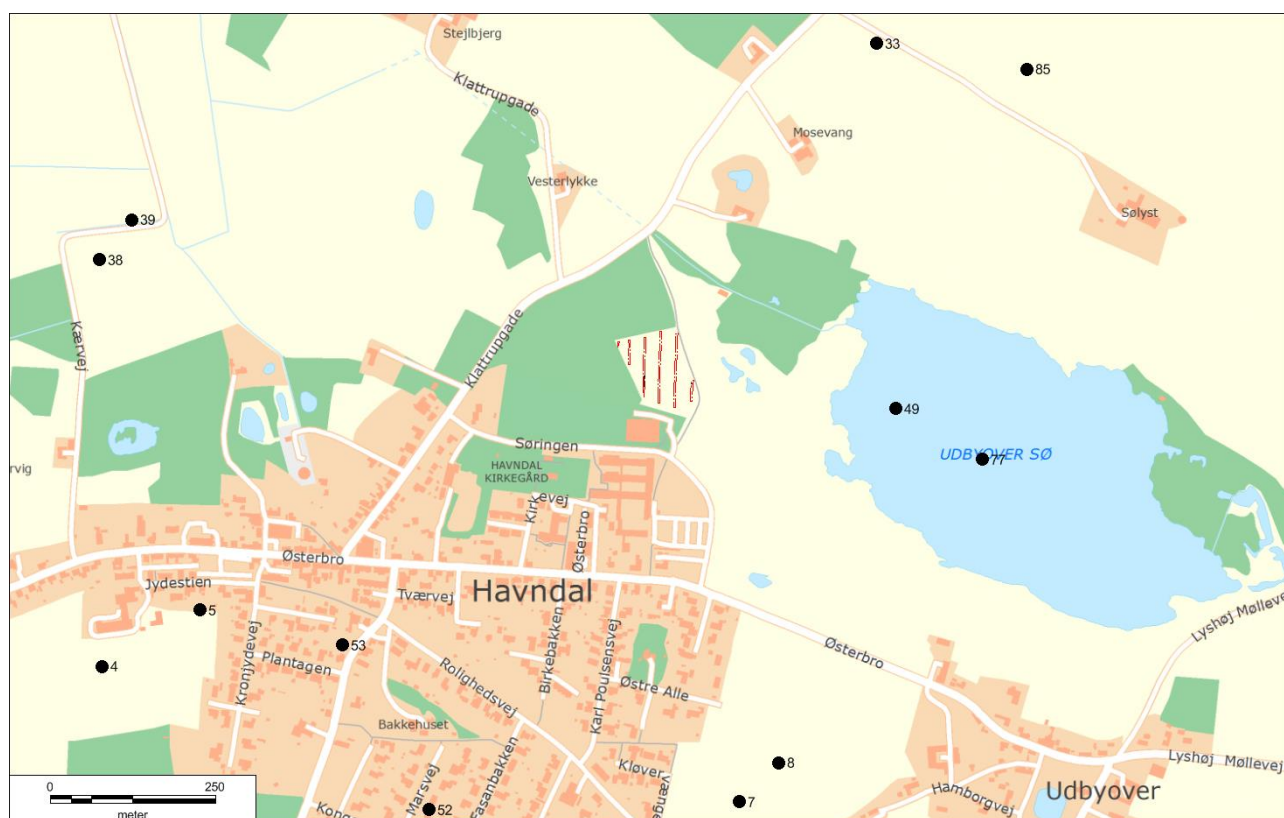 Stejlbjerg
33
85
Klattrupgade
Mosevang
Vesterlykke
Sølyst
39
38
Kærvej
Klattrupgade
49
UDBYOVER SØ
77
Søringen
rvig
HAVNDAL
KIRKEGÅRD
Kirkevej
Østerbro
Østerbro
Jydestien
Tværvej
Havndal
5
Lyshøj Møllevej
53
Østerbro
4
Plantagen
Kronjydevej
Rolighedsvej
Birkebakken
Karl Poulsensvej
Østre Alle
Bakkehuset
8
Kløver
vænget
Lyshøj Møllevej
0
250
meter
Marsvej
Fasanbakken
7
Hamborgvej
Udbyover
52
Kong